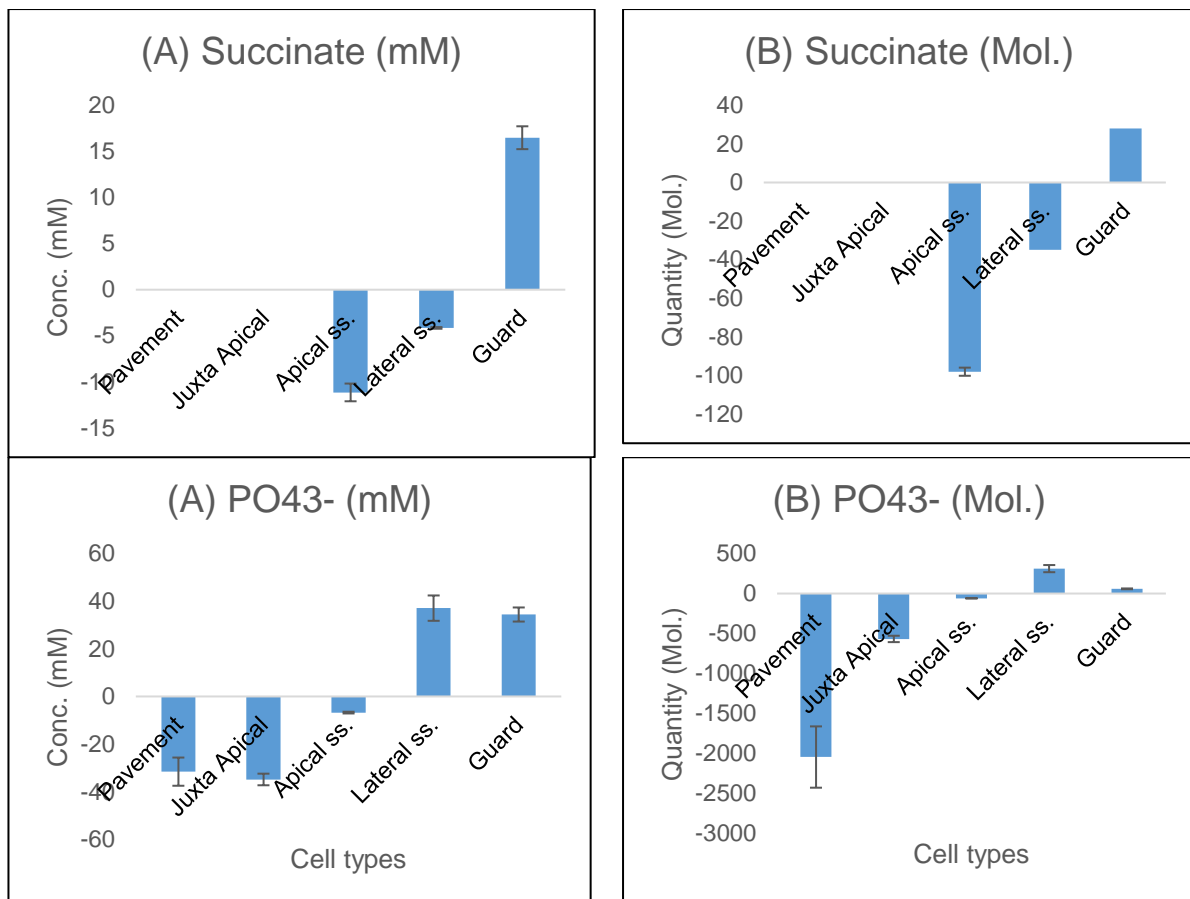 (A) Succinate (mM)
20
15
10
5
0
-5
-10
-15
Conc. (mM)
Pavement
Juxta Apical
Apical ss.
Lateral ss.
Guard
(B) Succinate (Mol.)
40
20
0
-20
-40
-60
-80
-100
-120
Quantity (Mol.)
Pavement
Juxta Apical
Apical ss.
Lateral ss.
Guard
(A) PO43- (mM)
60
40
20
0
-20
-40
-60
Conc. (mM)
Pavement
Juxta Apical
Apical ss.
Lateral ss.
Guard
Cell types
(B) PO43- (Mol.)
500
0
-500
-1000
-1500
-2000
-2500
-3000
Quantity (Mol.)
Pavement
Juxta Apical
Apical ss.
Lateral ss.
Guard
Cell types